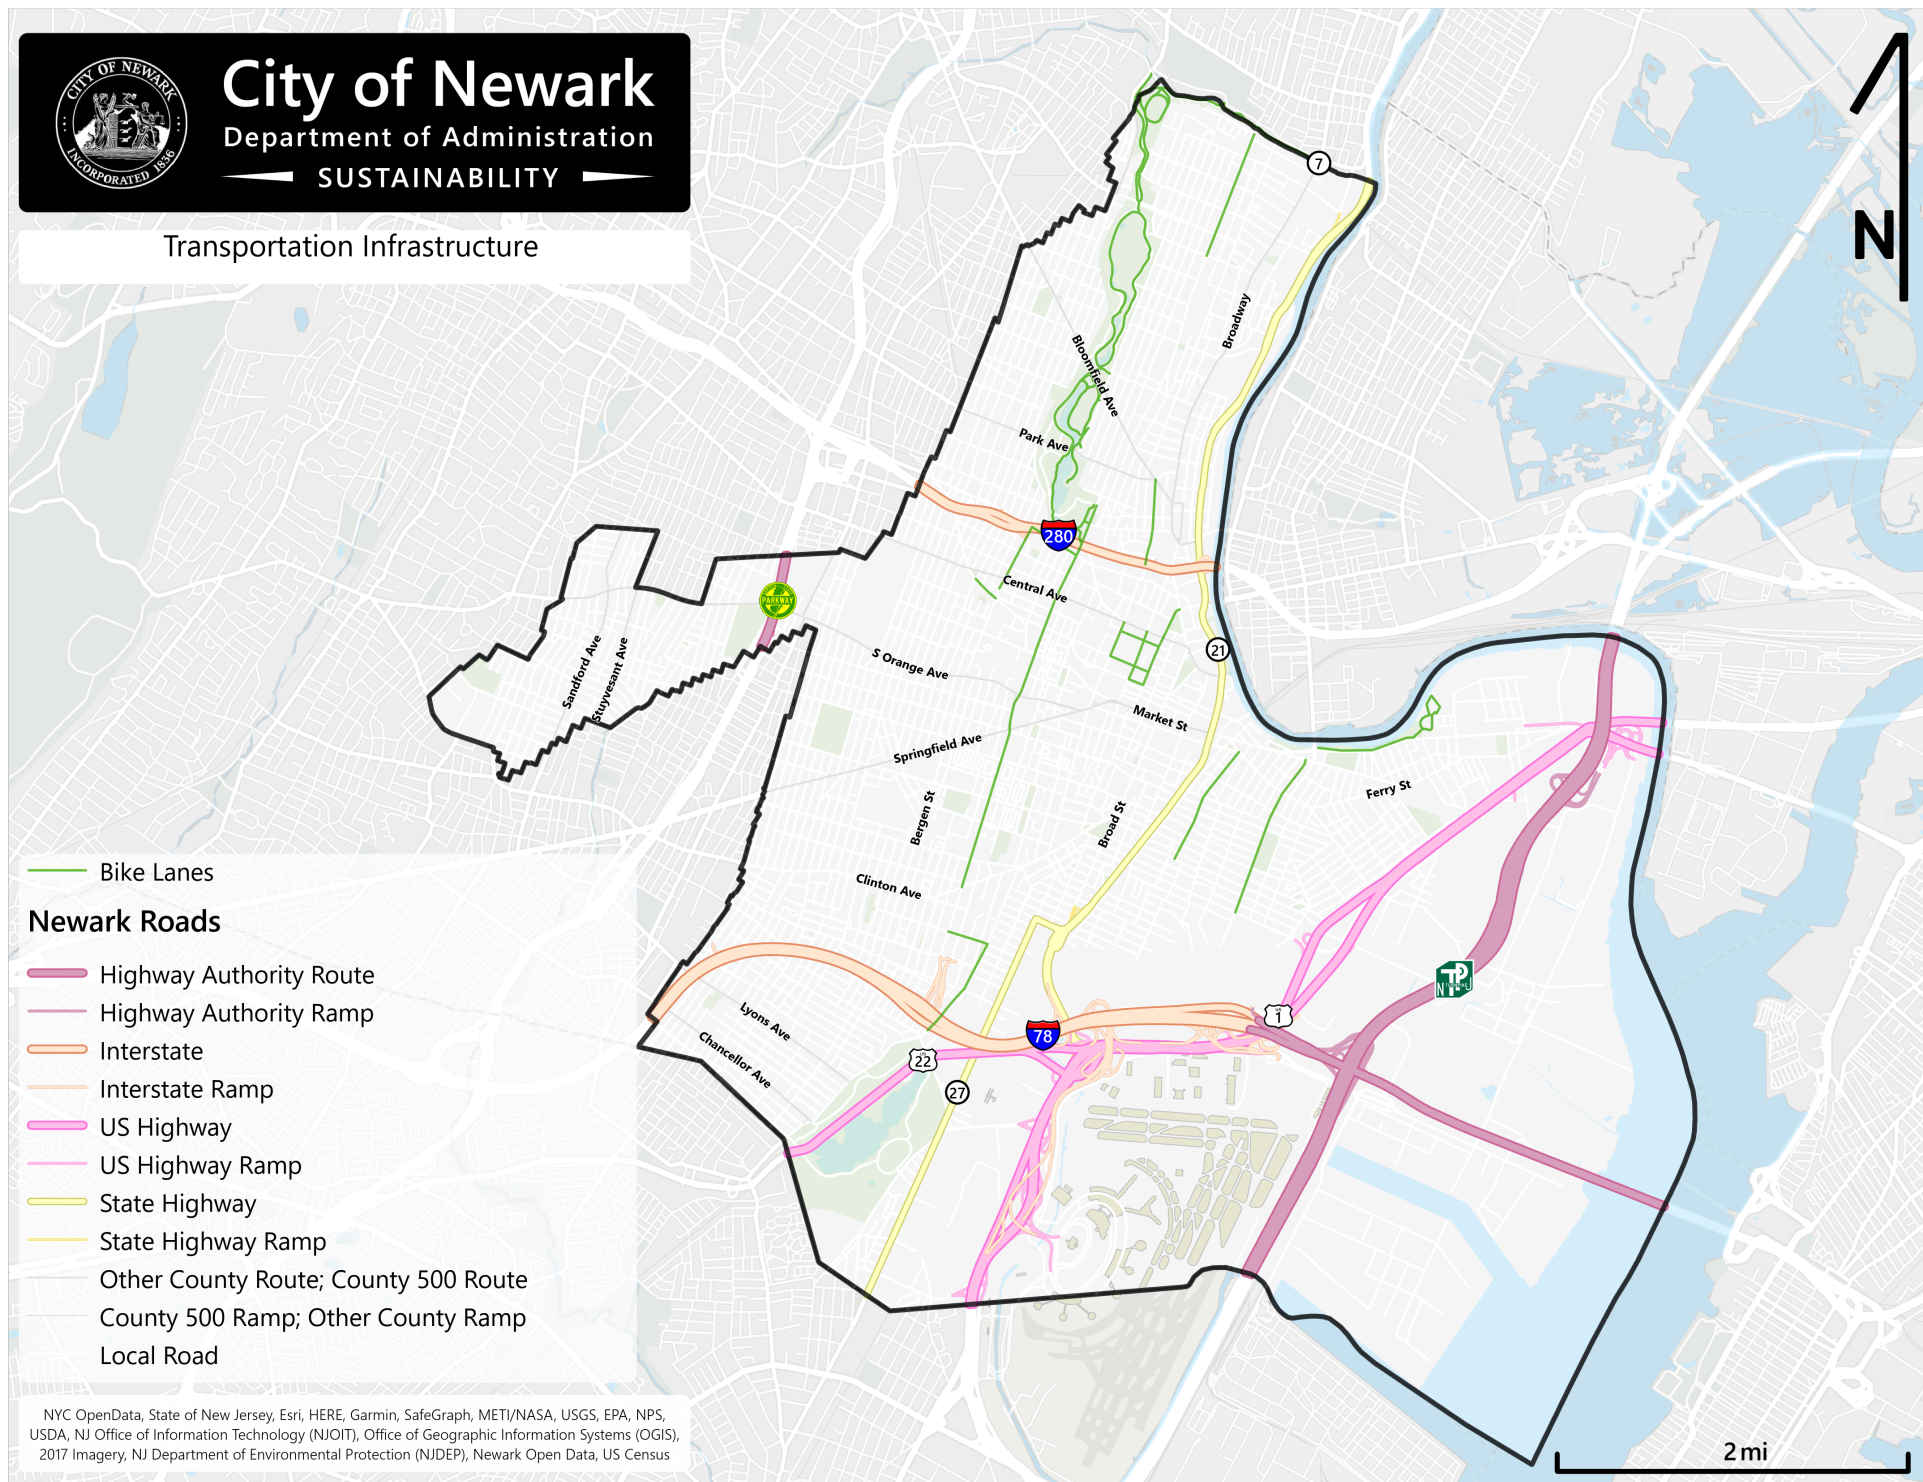 CITY OF NEWARK
INCORPORATED 1836
City of Newark
Department of Administration
SUSTAINABILITY
Transportation Infrastructure
N
7
Broadway
Bloomfield Ave
Park Ave
280
Central Ave
PARKWAY
Sandford Ave
Stuyvesant Ave
S Orange Ave
21
Market St
Springfield Ave
Ferry St
Bergen St
Broad St
Clinton Ave
Lyons Ave
Chancellor Ave
78
US
1
TP
N TURNPIKE J
US
22
27
Bike Lanes
Newark Roads
Highway Authority Route
Highway Authority Ramp
Interstate
Interstate Ramp
US Highway
US Highway Ramp
State Highway
State Highway Ramp
Other County Route; County 500 Route
County 500 Ramp; Other County Ramp
Local Road
NYC OpenData, State of New Jersey, Esri, HERE, Garmin, SafeGraph, METI/NASA, USGS, EPA, NPS,
USDA, NJ Office of Information Technology (NJOIT), Office of Geographic Information Systems (OGIS),
2017 Imagery, NJ Department of Environmental Protection (NJDEP), Newark Open Data, US Census
2 mi